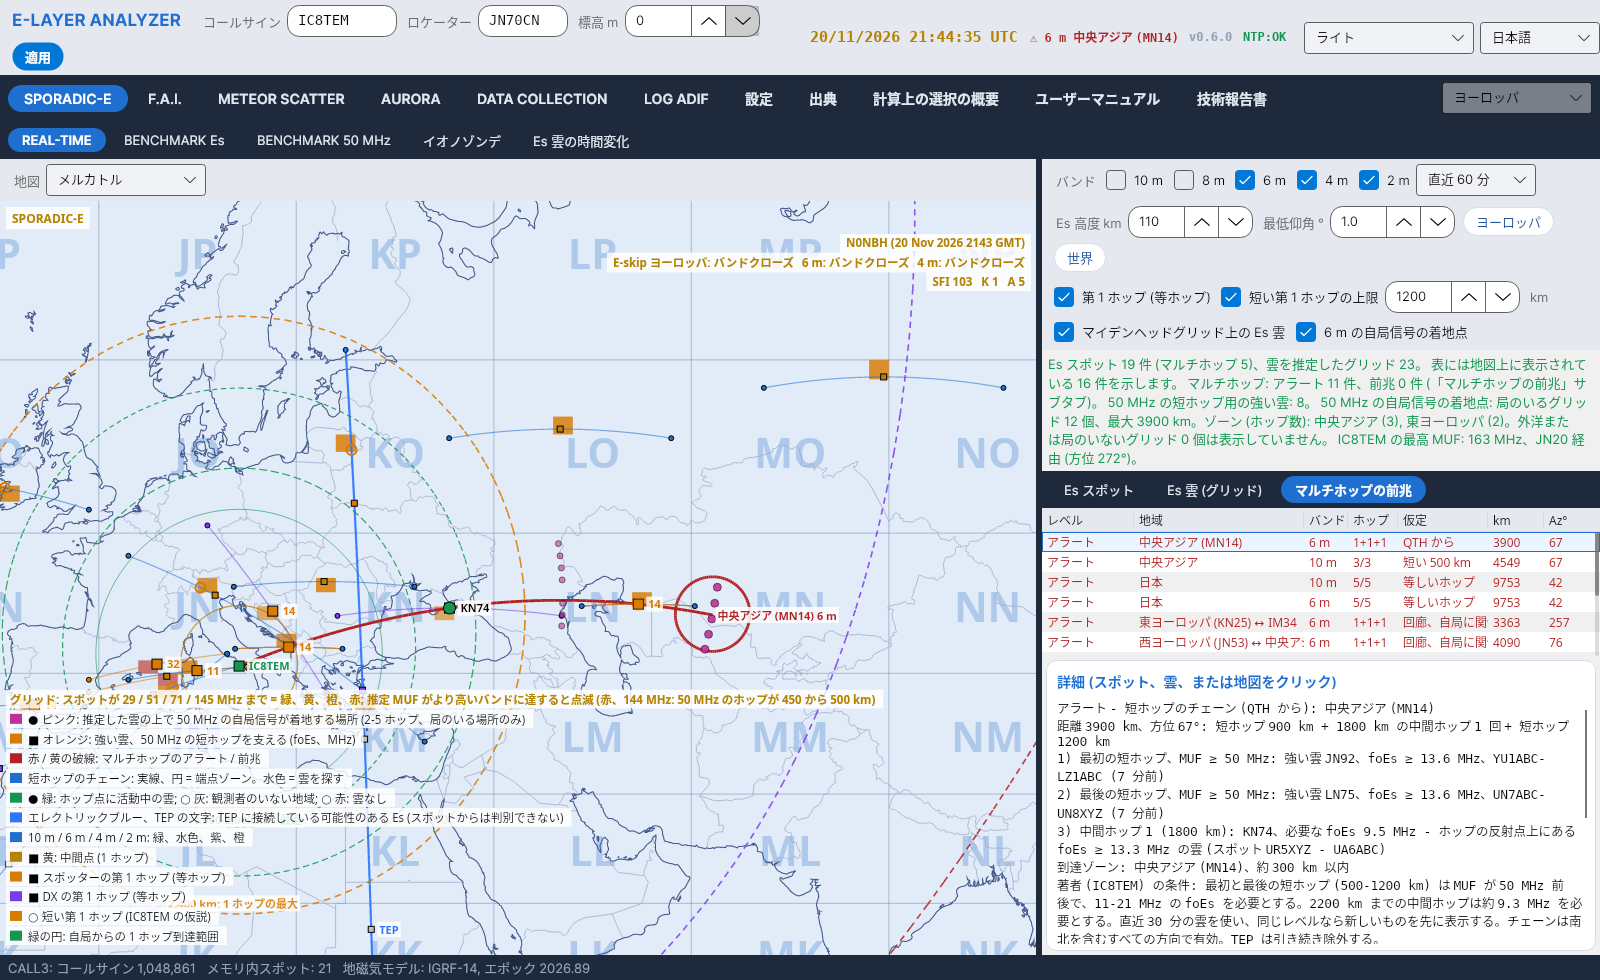 E-LAYER ANALYZER
コールサイン IC8TEM ロケーター JN70CN 標高 m 0
適用
20/11/2026 21:44:35 UTC ⚠ 6 m 中央アジア (MN14) v0.6.0 NTP:OK ライト 日本語
SPORADIC-E F.A.I. METEOR SCATTER AURORA DATA COLLECTION LOG ADIF 設定 出典 計算上の選択の概要 ユーザーマニュアル 技術報告書 ヨーロッパ
REAL-TIME BENCHMARK Es BENCHMARK 50 MHz イオノゾンデ Es 雲の時間変化
地図 メルカトル
SPORADIC-E
N0NBH (20 Nov 2026 2143 GMT)
E-skip ヨーロッパ: バンドクローズ 6 m: バンドクローズ 4 m: バンドクローズ
SFI 103 K 1 A 5
JP KP LP MP
JO KO LO MO NO
JN LN MN NN
KM LM MM NM
JL KL LL ML NL
KK LK MK NK
14
KN74
14
中央アジア (MN14) 6 m
14
32
11
IC8TEM
グリッド: スポットが 29 / 51 / 71 / 145 MHz まで = 緑、黄、橙、赤; 推定 MUF がより高いバンドに達すると点滅 (赤、144 MHz: 50 MHz のホップが 450 から 500 km)
● ピンク: 推定した雲の上で 50 MHz の自局信号が着地する場所 (2-5 ホップ、局のいる場所のみ)
■ オレンジ: 強い雲、50 MHz の短ホップを支える (foEs、MHz)
赤 / 黄の破線: マルチホップのアラート / 前兆
短ホップのチェーン: 実線、円 = 端点ゾーン。水色 = 雲を探す
● 緑: ホップ点に活動中の雲; ○ 灰: 観測者のいない地域; ○ 赤: 雲なし
エレクトリックブルー、TEP の文字: TEP に接続している可能性のある Es (スポットからは判別できない)
10 m / 6 m / 4 m / 2 m: 緑、水色、紫、橙
■ 黄: 中間点 (1 ホップ)
■ スポッターの第 1 ホップ (等ホップ)
■ DX の第 1 ホップ (等ホップ)
km: 1 ホップの最大
○ 短い第 1 ホップ (IC8TEM の仮説)
緑の円: 自局からの 1 ホップ到達範囲
TEP
バンド 10 m 8 m 6 m 4 m 2 m 直近 60 分
Es 高度 km 110 最低仰角 ° 1.0 ヨーロッパ
世界
第 1 ホップ (等ホップ) 短い第 1 ホップの上限 1200 km
マイデンヘッドグリッド上の Es 雲 6 m の自局信号の着地点
Es スポット 19 件 (マルチホップ 5)、雲を推定したグリッド 23。 表には地図上に表示されて
いる 16 件を示します。 マルチホップ: アラート 11 件、前兆 0 件 (「マルチホップの前兆」サ
ブタブ)。 50 MHz の短ホップ用の強い雲: 8。 50 MHz の自局信号の着地点: 局のいるグリッ
ド 12 個、最大 3900 km。ゾーン (ホップ数): 中央アジア (3), 東ヨーロッパ (2)。外洋また
は局のいないグリッド 0 個は表示していません。 IC8TEM の最高 MUF: 163 MHz、JN20 経
由 (方位 272°)。
Es スポット Es 雲 (グリッド) マルチホップの前兆
レベル 地域 バンド ホップ 仮定 km Az°
アラート 中央アジア (MN14) 6 m 1+1+1 QTH から 3900 67
アラート 中央アジア 10 m 3/3 短い 500 km 4549 67
アラート 日本 10 m 5/5 等しいホップ 9753 42
アラート 日本 6 m 5/5 等しいホップ 9753 42
アラート 東ヨーロッパ (KN25) ↔ IM34 6 m 1+1+1 回廊、自局に関 3363 257
アラート 西ヨーロッパ (JN53) ↔ 中央ア: 6 m 1+1+1 回廊、自局に関 4090 76
詳細 (スポット、雲、または地図をクリック)
アラート - 短ホップのチェーン (QTH から): 中央アジア (MN14)
距離 3900 km、方位 67°: 短ホップ 900 km + 1800 km の中間ホップ 1 回 + 短ホップ
1200 km
1) 最初の短ホップ、MUF ≥ 50 MHz: 強い雲 JN92、foEs ≥ 13.6 MHz、YU1ABC-
LZ1ABC (7 分前)
2) 最後の短ホップ、MUF ≥ 50 MHz: 強い雲 LN75、foEs ≥ 13.6 MHz、UN7ABC-
UN8XYZ (7 分前)
3) 中間ホップ 1 (1800 km): KN74、必要な foEs 9.5 MHz - ホップの反射点上にある
foEs ≥ 13.3 MHz の雲 (スポット UR5XYZ - UA6ABC)
到達ゾーン: 中央アジア (MN14)、約 300 km 以内
著者 (IC8TEM) の条件: 最初と最後の短ホップ (500-1200 km) は MUF が 50 MHz 前
後で、11-21 MHz の foEs を必要とする。2200 km までの中間ホップは約 9.3 MHz を必
要とする。直近 30 分の雲を使い、同じレベルなら新しいものを先に表示する。チェーンは南
北を含むすべての方向で有効。TEP は引き続き除外する。
CALL3: コールサイン 1,048,861 メモリ内スポット: 21 地磁気モデル: IGRF-14, エポック 2026.89